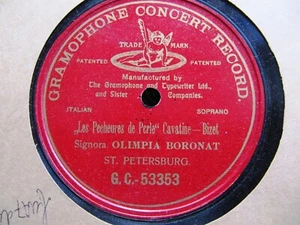 GRAMOPHONE CONCERT RECORD.
TRADE MARK.
PATENTED PATENTED
Manufactured by
The Gramophone and Typewriter Ltd.,
and Sister Companies.
ITALIAN SOPRANO
„Les Pecheures de Perle" Cavatine—Bizet
Signora OLIMPIA BORONAT
ST. PETERSBURG.
G.C.-53353